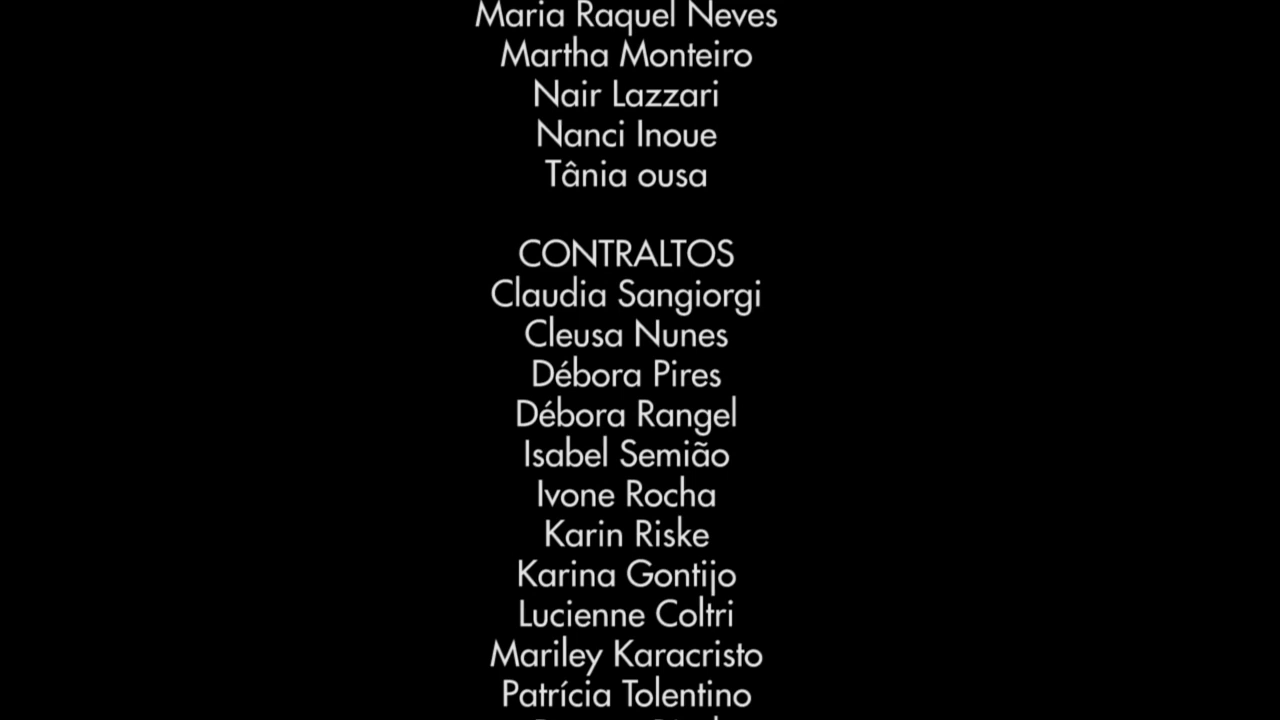 Maria Raquel Neves
Martha Monteiro
Nair Lazzari
Nanci Inoue
Tânia ousa
CONTRALTOS
Claudia Sangiorgi
Cleusa Nunes
Débora Pires
Débora Rangel
Isabel Semião
Ivone Rocha
Karin Riske
Karina Gontijo
Lucienne Coltri
Mariley Karacristo
Patrícia Tolentino